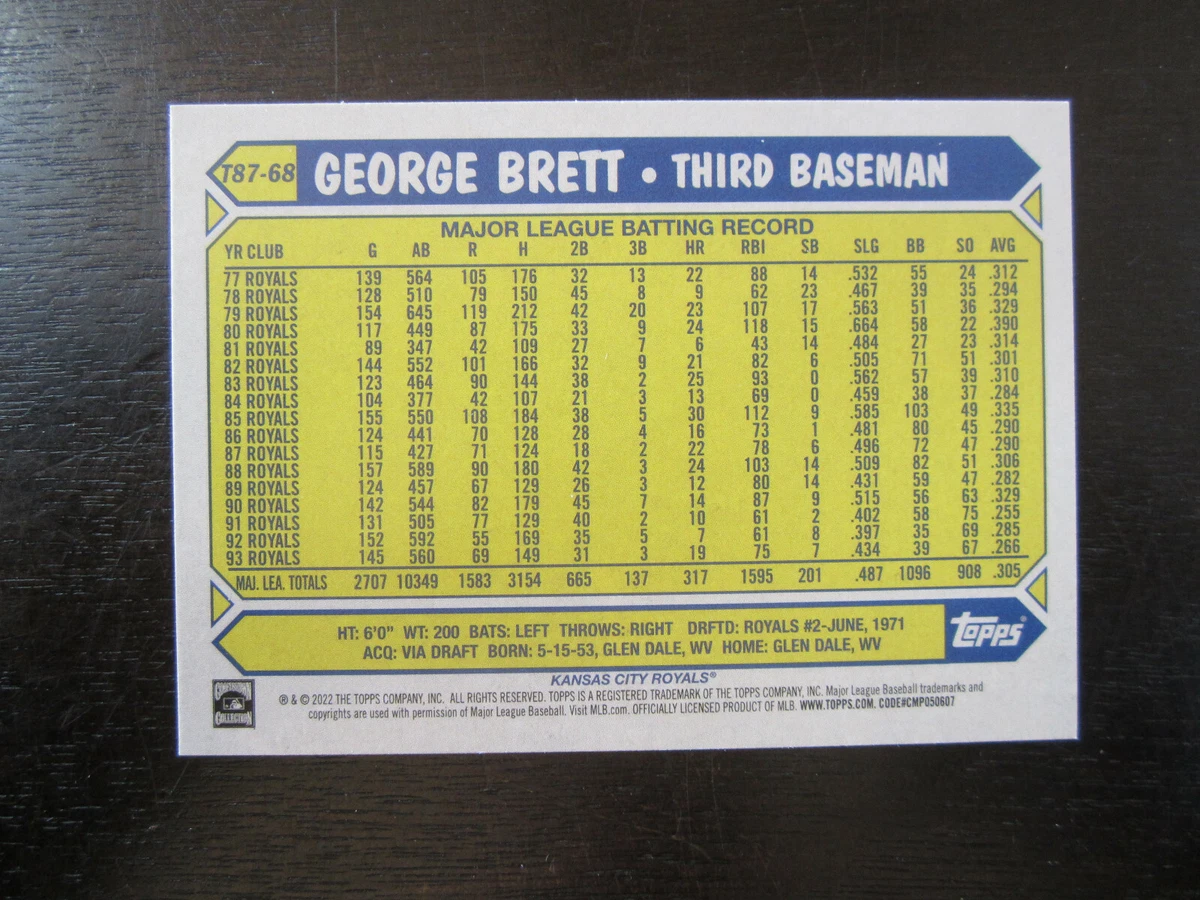 T87-68 GEORGE BRETT • THIRD BASEMAN
MAJOR LEAGUE BATTING RECORD
YR CLUB G AB R H 2B 3B HR RBI SB SLG BB SO AVG
77 ROYALS 139 564 105 176 32 13 22 88 14 .532 55 24 .312
78 ROYALS 128 510 79 150 45 8 9 62 23 .467 39 35 .294
79 ROYALS 154 645 119 212 42 20 23 107 17 .563 51 36 .329
80 ROYALS 117 449 87 175 33 9 24 118 15 .664 58 22 .390
81 ROYALS 89 347 42 109 27 7 6 43 14 .484 27 23 .314
82 ROYALS 144 552 101 166 32 9 21 82 6 .505 71 51 .301
83 ROYALS 123 464 90 144 38 2 25 93 0 .562 57 39 .310
84 ROYALS 104 377 42 107 21 3 13 69 0 .459 38 37 .284
85 ROYALS 155 550 108 184 38 5 30 112 9 .585 103 49 .335
86 ROYALS 124 441 70 128 28 4 16 73 1 .481 80 45 .290
87 ROYALS 115 427 71 124 18 2 22 78 6 .496 72 47 .290
88 ROYALS 157 589 90 180 42 3 24 103 14 .509 82 51 .306
89 ROYALS 124 457 67 129 26 3 12 80 14 .431 59 47 .282
90 ROYALS 142 544 82 179 45 7 14 87 9 .515 56 63 .329
91 ROYALS 131 505 77 129 40 2 10 61 2 .402 58 75 .255
92 ROYALS 152 592 55 169 35 5 7 61 8 .397 35 69 .285
93 ROYALS 145 560 69 149 31 3 19 75 7 .434 39 67 .266
MAJ. LEA. TOTALS 2707 10349 1583 3154 665 137 317 1595 201 .487 1096 908 .305
HT: 6'0" WT: 200 BATS: LEFT THROWS: RIGHT DRFTD: ROYALS #2-JUNE, 1971
ACQ: VIA DRAFT BORN: 5-15-53, GLEN DALE, WV HOME: GLEN DALE, WV
Topps®
KANSAS CITY ROYALS®
COOPERSTOWN
COLLECTION
℗ & © 2022 THE TOPPS COMPANY, INC. ALL RIGHTS RESERVED. TOPPS IS A REGISTERED TRADEMARK OF THE TOPPS COMPANY, INC. Major League Baseball trademarks and
copyrights are used with permission of Major League Baseball. Visit MLB.com. OFFICIALLY LICENSED PRODUCT OF MLB. WWW.TOPPS.COM. CODE#CMP050607